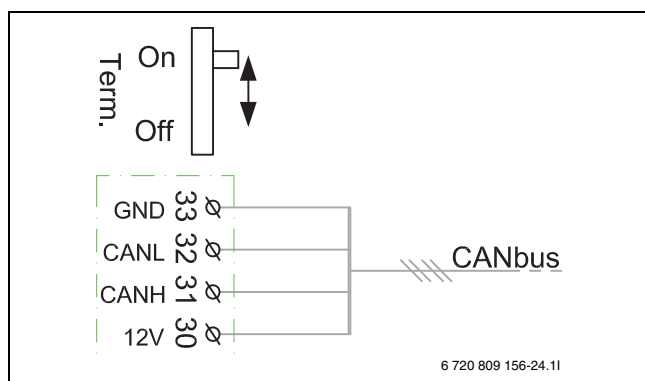 On
Term.
Off
GND 33
CANL 32
CANH 31
12V 30
CANbus
6 720 809 156-24.1I